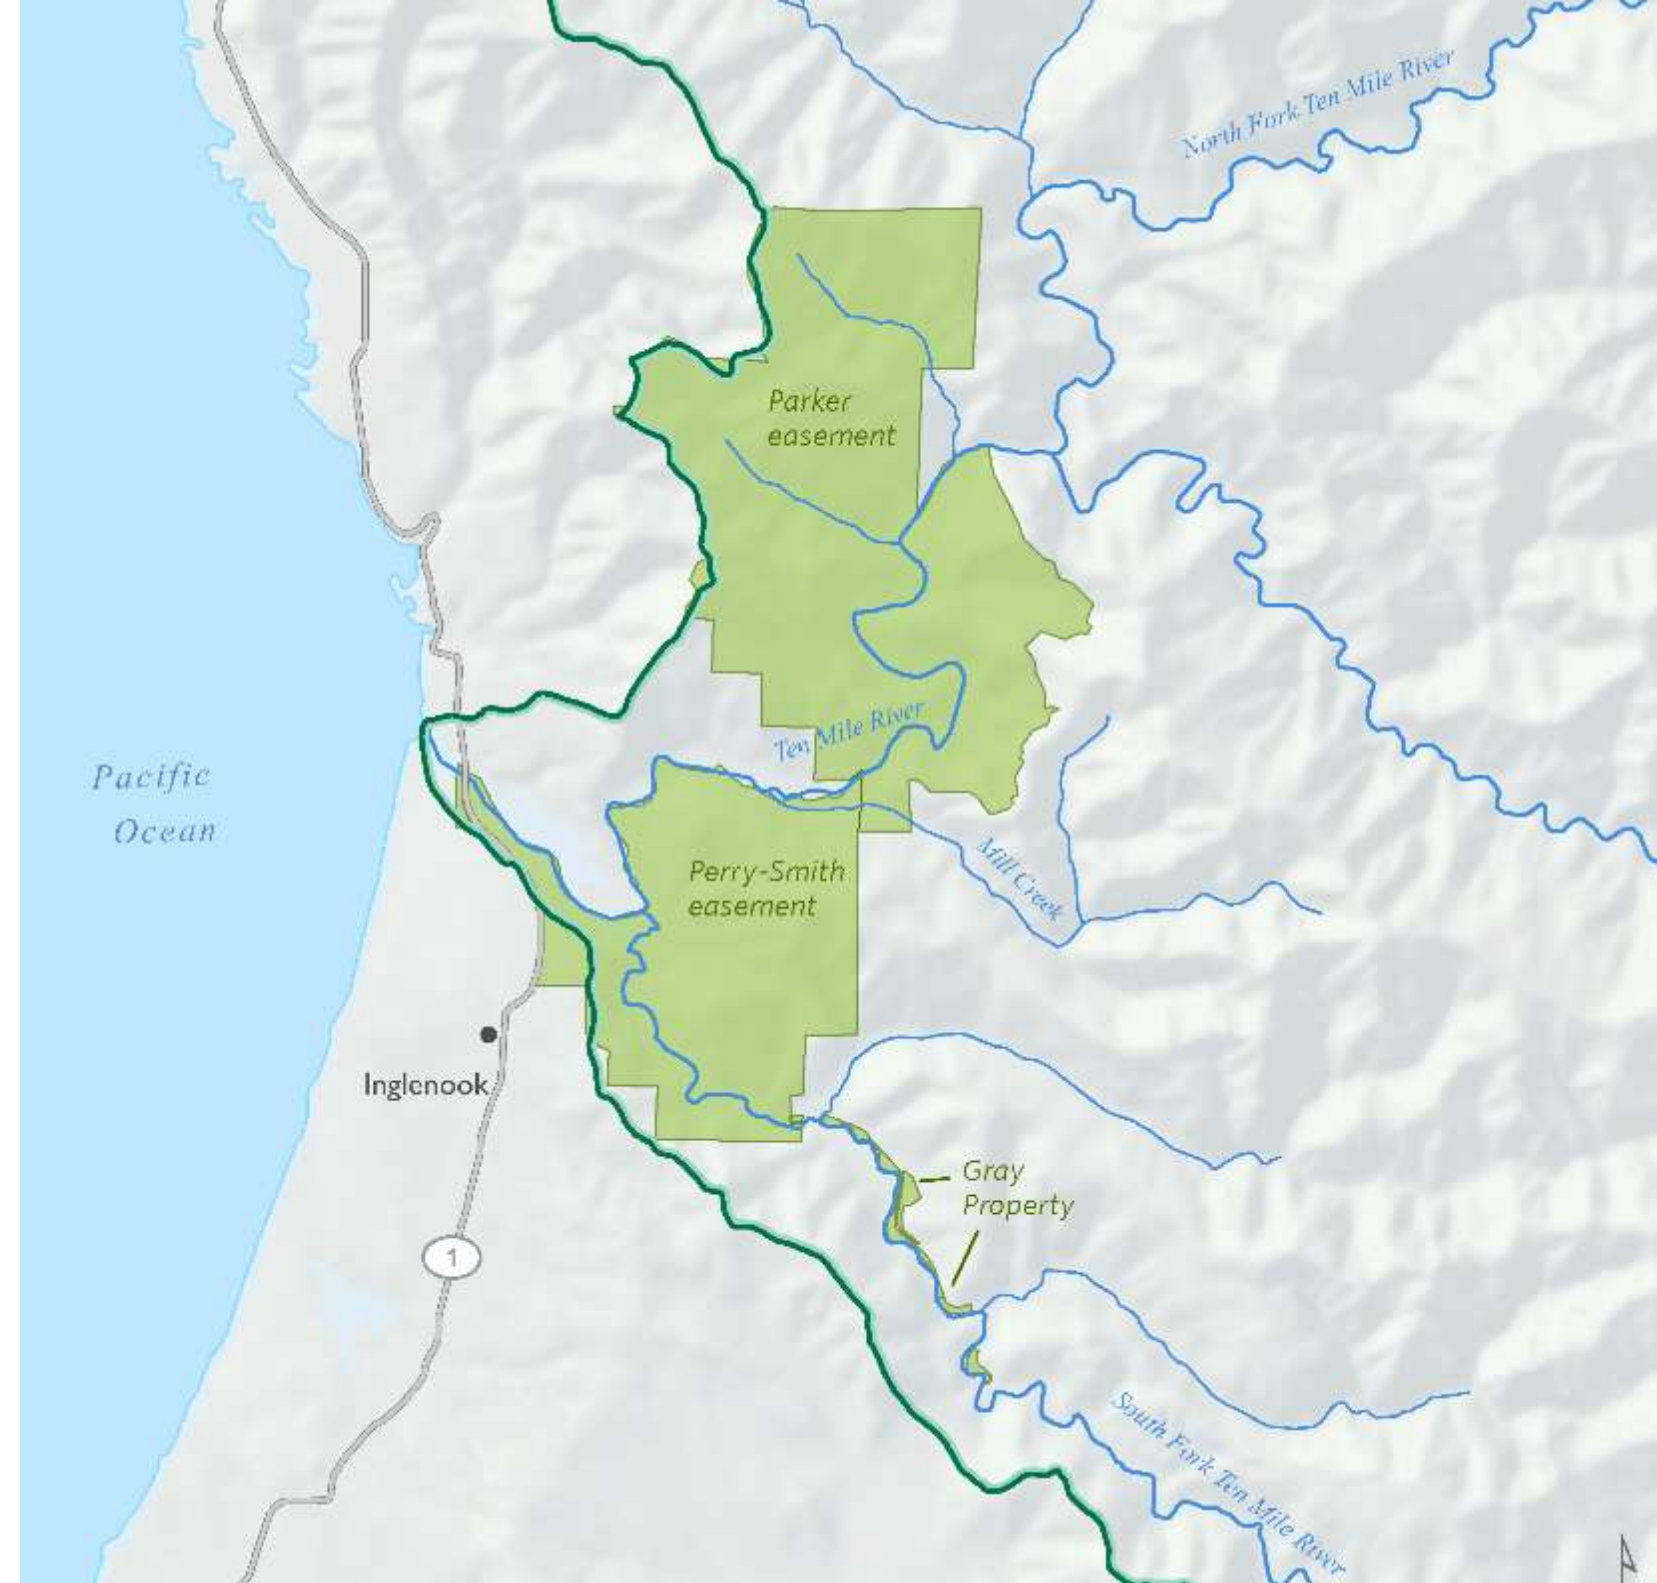 North Fork Ten Mile River
Parker
easement
Ten Mile River
Pacific
Ocean
Mill Creek
Perry-Smith
easement
Inglenook
Gray
Property
1
South Fork Ten Mile River